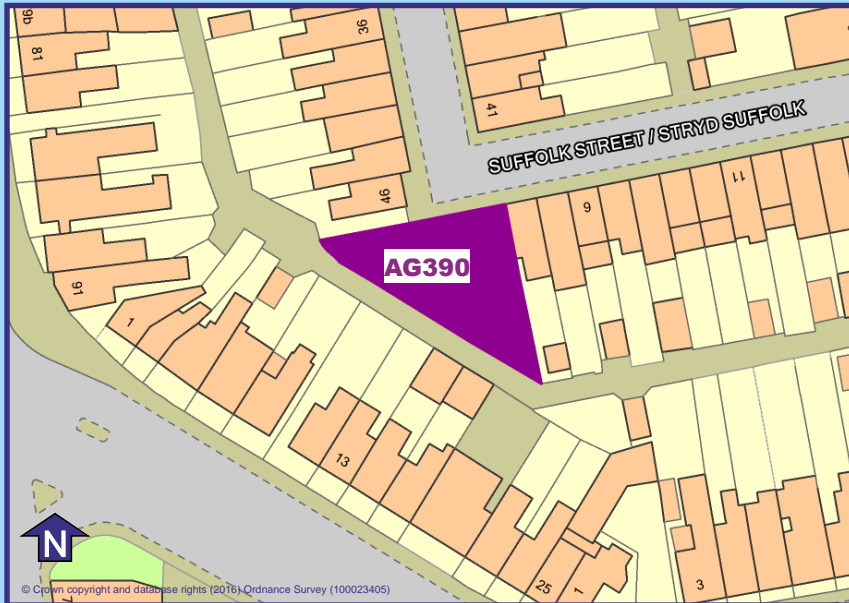 9b
81
36
41
SUFFOLK STREET / STRYD SUFFOLK
46
9
11
AG390
91
1
13
25
1
3
N
7
© Crown copyright and database rights (2016) Ordnance Survey (100023405)